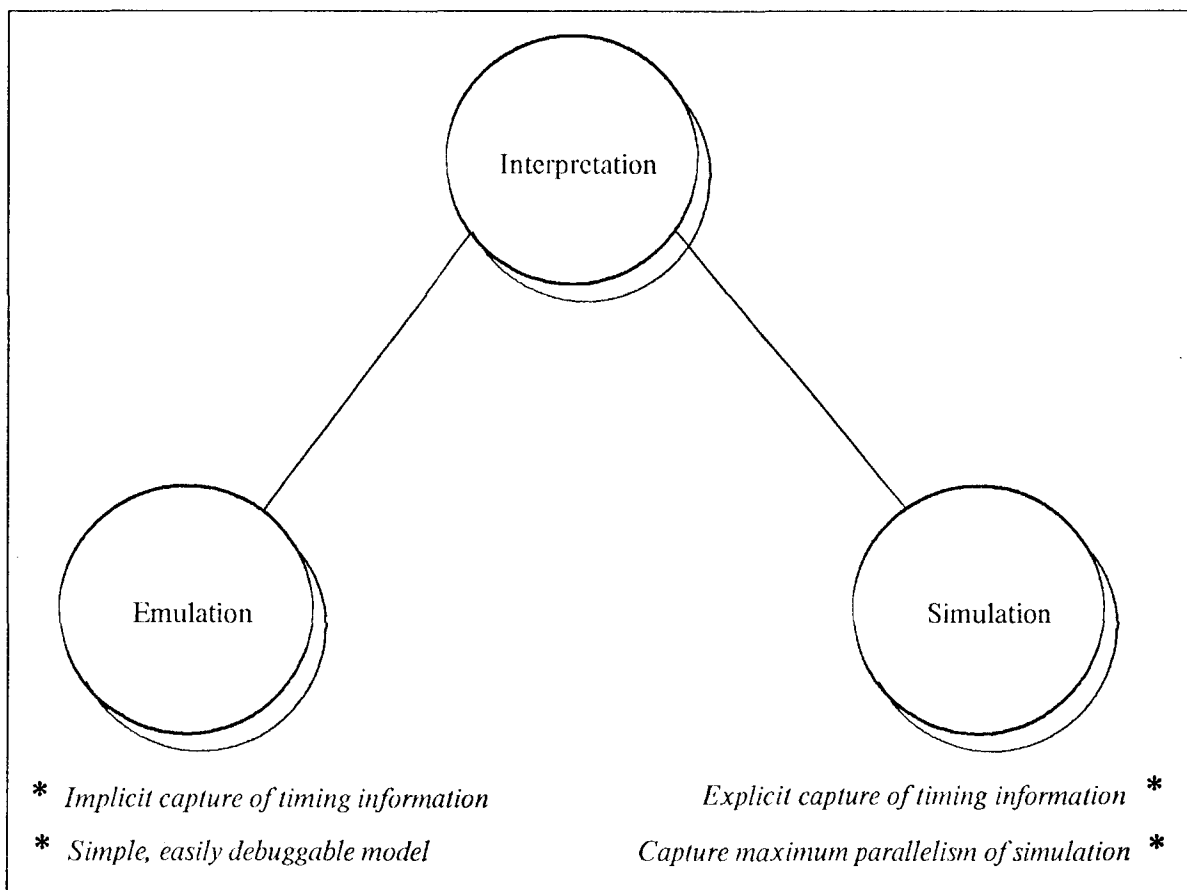 Interpretation
Emulation
Simulation
* Implicit capture of timing information
Explicit capture of timing information *
* Simple, easily debuggable model
Capture maximum parallelism of simulation *